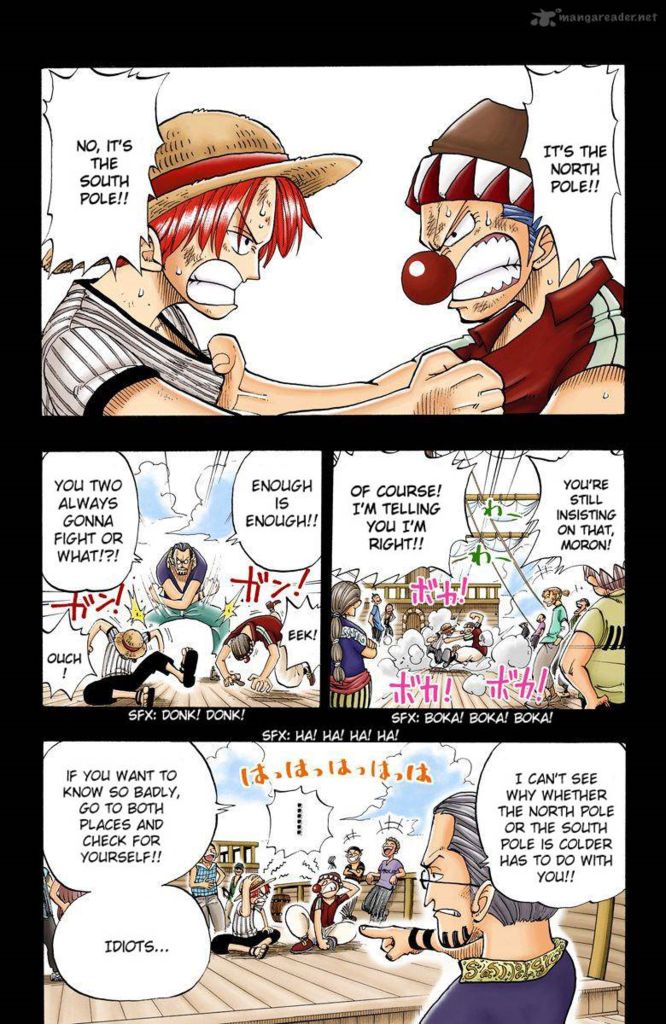 mangareader.net
IT'S THE
NORTH
POLE!!
NO, IT'S
THE
SOUTH
POLE!!
YOU'RE
STILL
INSISTING
ON THAT,
MORON!
OF COURSE!
I'M TELLING
YOU I'M
RIGHT!!
わー
わー
ボカ!
ボカ!
ボカ!
SFX: BOKA! BOKA! BOKA!
ENOUGH
IS
ENOUGH!!
YOU TWO
ALWAYS
GONNA
FIGHT OR
WHAT!?!
ガン!
ガン!
EEK!
OUCH
!
SFX: DONK! DONK!
SFX: HA! HA! HA! HA!
はっはっはっはっは
I CAN'T SEE
WHY WHETHER
THE NORTH POLE
OR THE SOUTH
POLE IS COLDER
HAS TO DO WITH
YOU!!
......
IF YOU WANT TO
KNOW SO BADLY,
GO TO BOTH
PLACES AND
CHECK FOR
YOURSELF!!
IDIOTS...